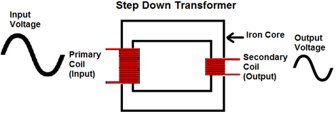 Step Down Transformer
Input
Voltage
Primary
Coil
(Input)
Iron Core
Secondary
Coil
(Output)
Output
Voltage